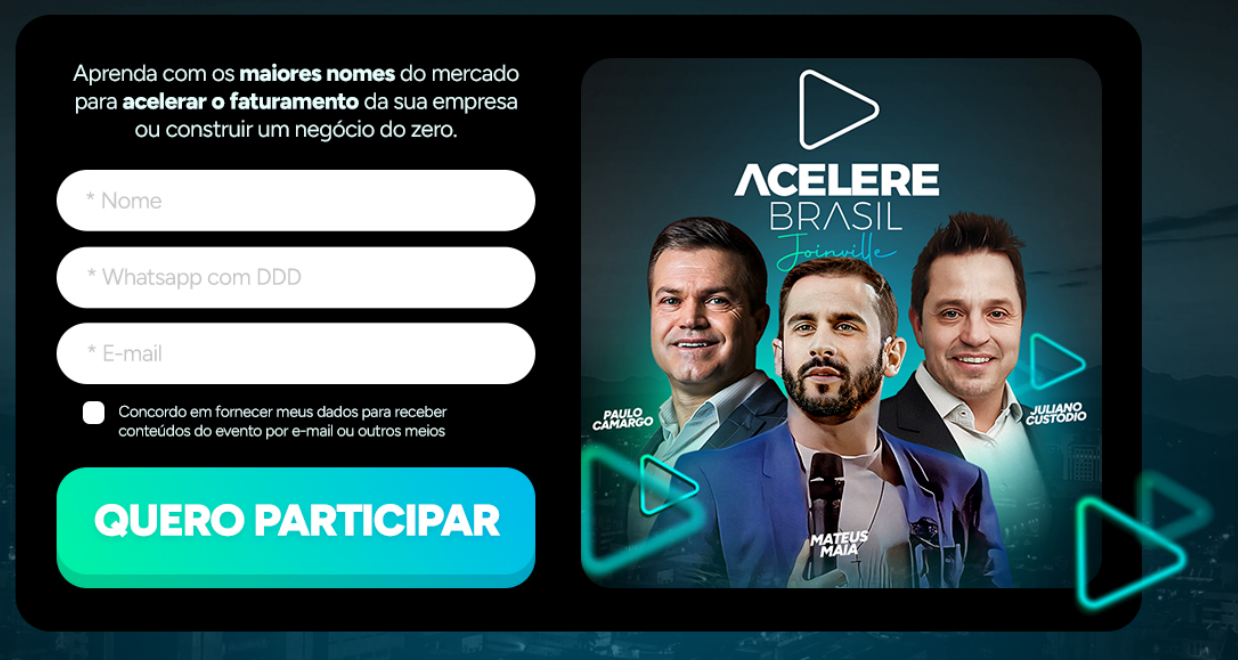 Aprenda com os maiores nomes do mercado
para acelerar o faturamento da sua empresa
ou construir um negócio do zero.
* Nome
* Whatsapp com DDD
* E-mail
Concordo em fornecer meus dados para receber
conteúdos do evento por e-mail ou outros meios
QUERO PARTICIPAR
ACELERE
BRASIL
Joinville
PAULO
CAMARGO
JULIANO
CUSTÓDIO
MATEUS
MAIA